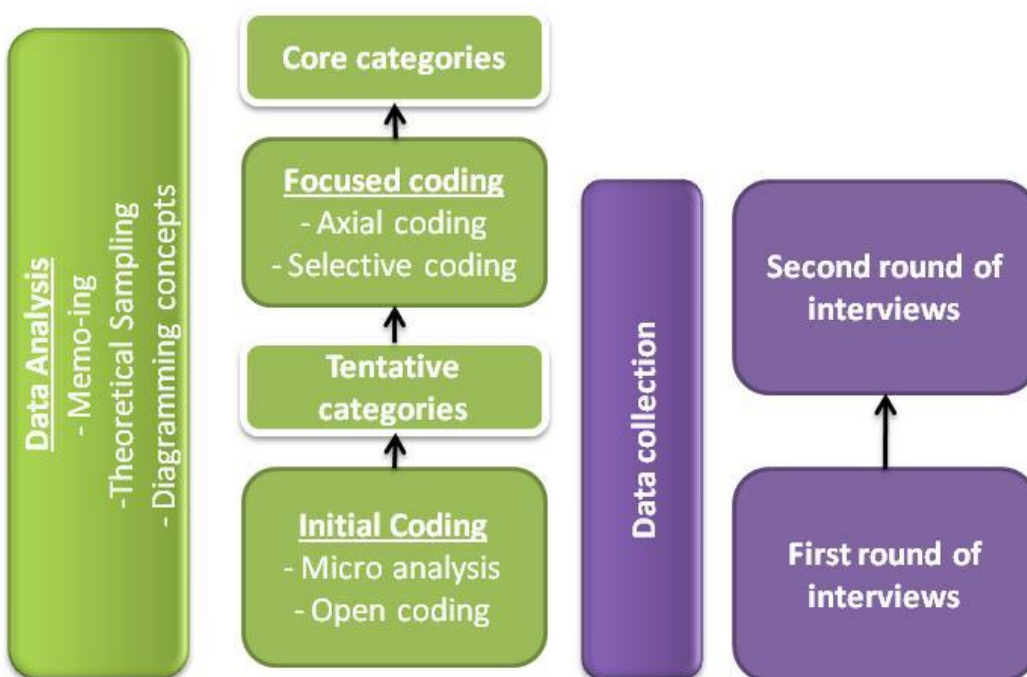 Data Analysis
- Memo-ing
-Theoretical Sampling
- Diagramming concepts
Core categories
Focused coding
- Axial coding
- Selective coding
Tentative
categories
Initial Coding
- Micro analysis
- Open coding
Data collection
Second round of
interviews
First round of
interviews